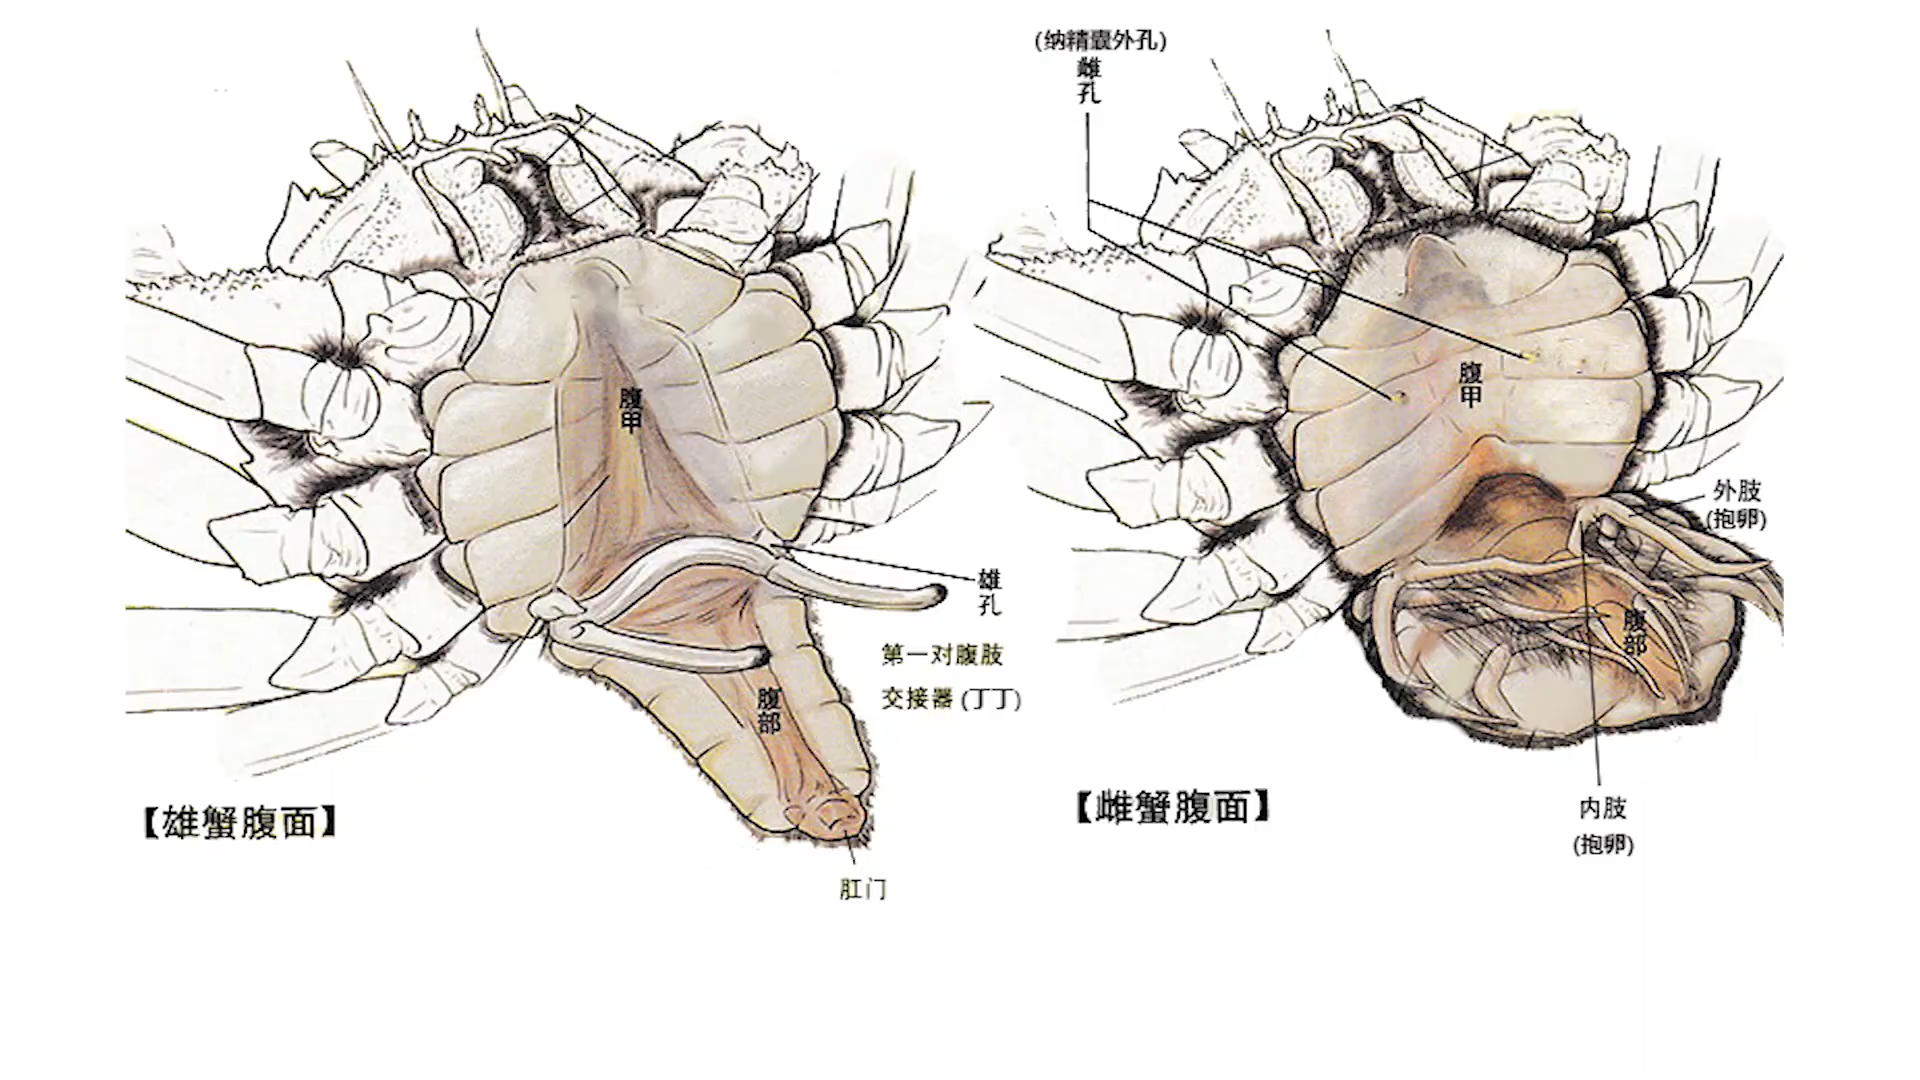 腹甲
雄孔
第一对腹肢
交接器(丁丁)
腹部
肛门
【雄蟹腹面】
(纳精囊外孔)
雌孔
腹甲
外肢
(抱卵)
腹部
内肢
(抱卵)
【雌蟹腹面】